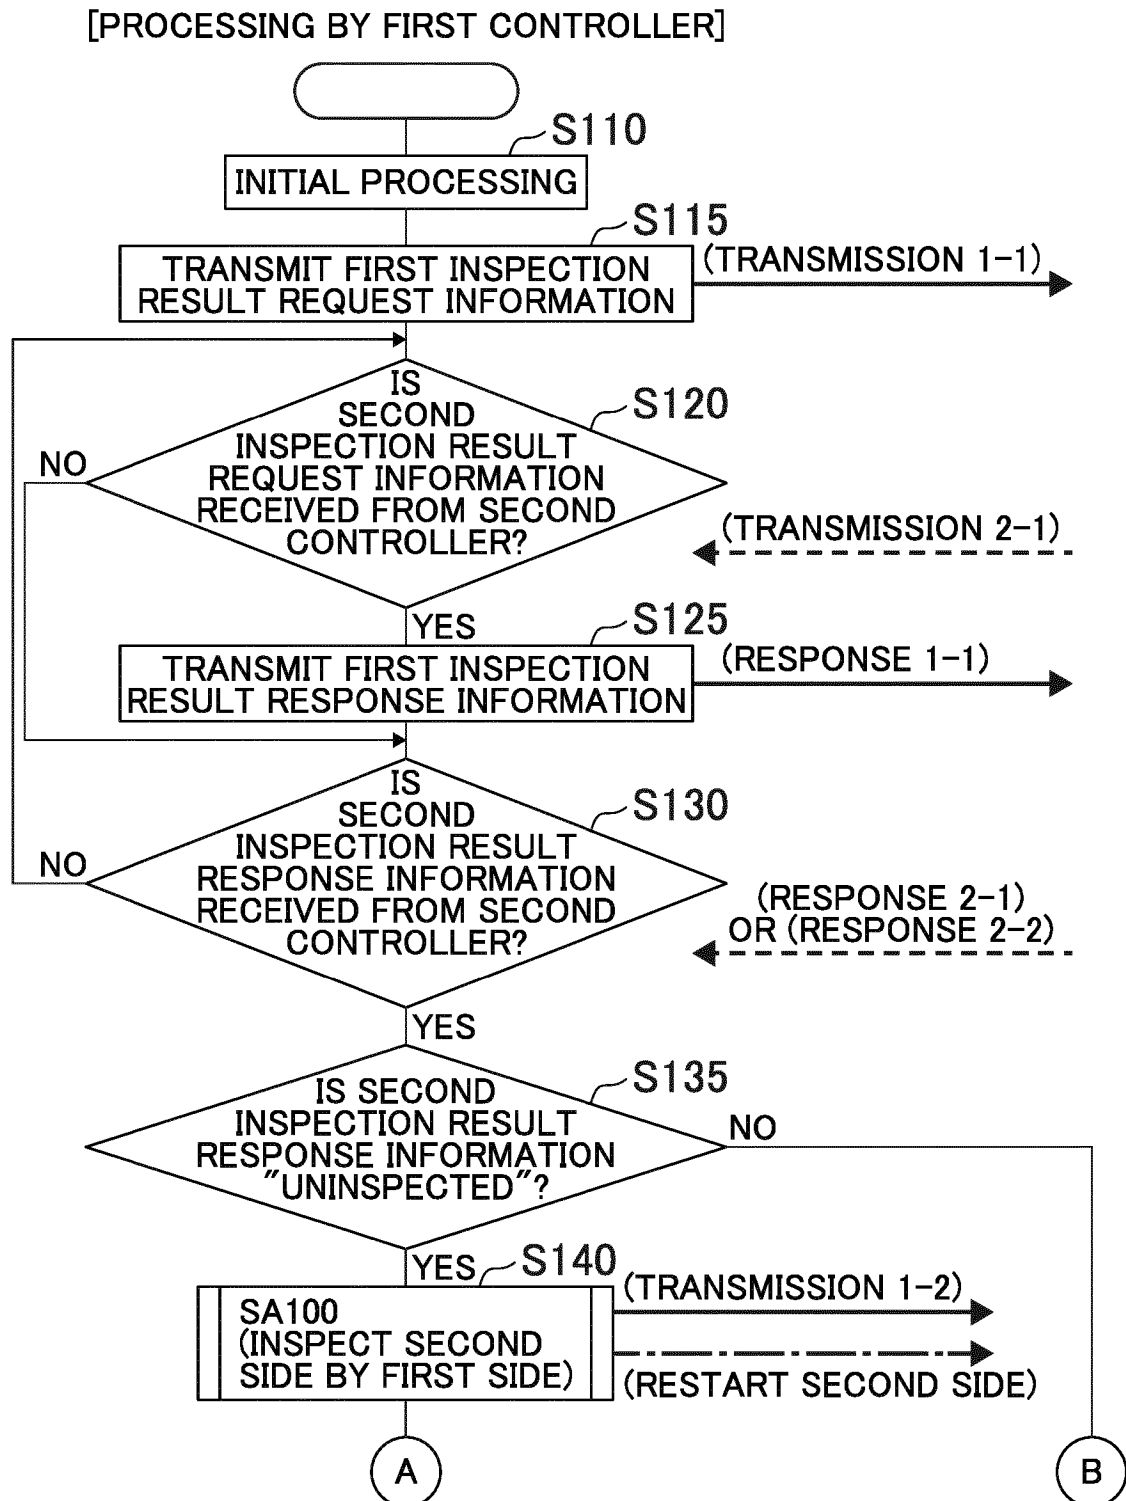 [PROCESSING BY FIRST CONTROLLER]
S110
INITIAL PROCESSING
S115
TRANSMIT FIRST INSPECTION
RESULT REQUEST INFORMATION
(TRANSMISSION 1-1)
IS
SECOND
INSPECTION RESULT
REQUEST INFORMATION
RECEIVED FROM SECOND
CONTROLLER?
S120
NO
(TRANSMISSION 2-1)
YES
S125
TRANSMIT FIRST INSPECTION
RESULT RESPONSE INFORMATION
(RESPONSE 1-1)
IS
SECOND
INSPECTION RESULT
RESPONSE INFORMATION
RECEIVED FROM SECOND
CONTROLLER?
S130
NO
(RESPONSE 2-1)
OR (RESPONSE 2-2)
YES
IS SECOND
INSPECTION RESULT
RESPONSE INFORMATION
"UNINSPECTED"?
S135
NO
YES
S140
SA100
(INSPECT SECOND
SIDE BY FIRST SIDE)
(TRANSMISSION 1-2)
(RESTART SECOND SIDE)
A
B